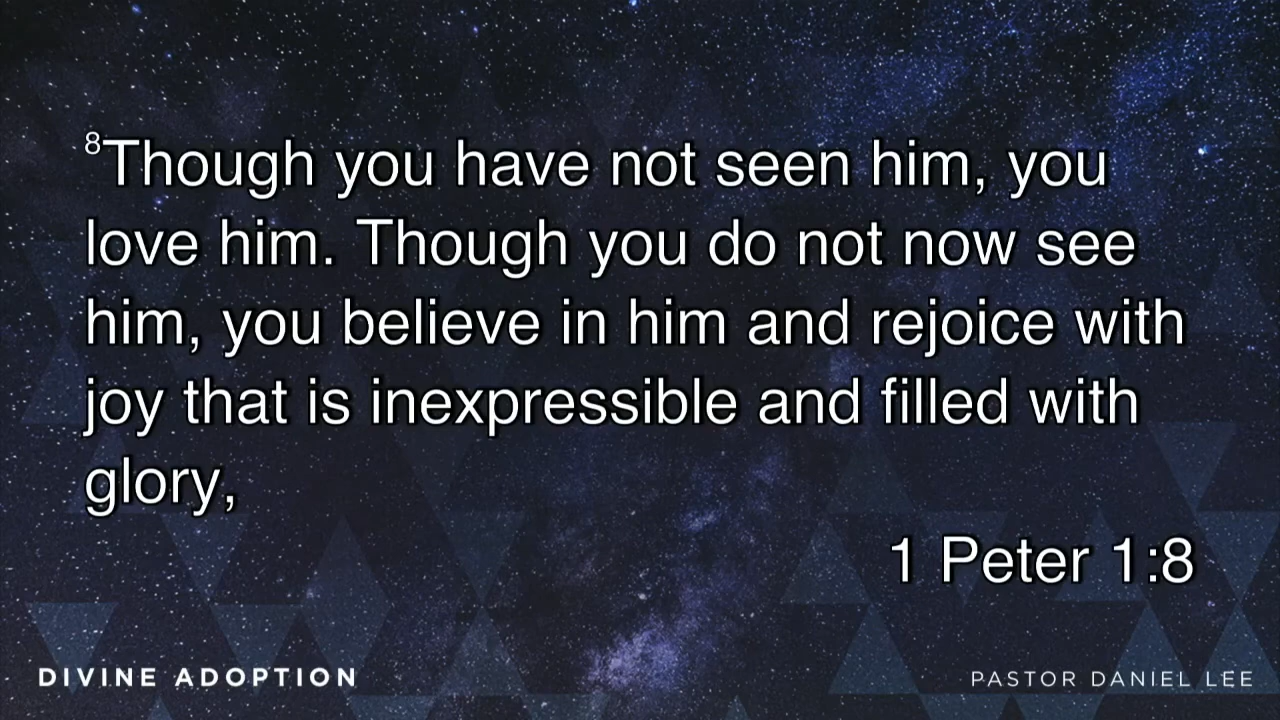 ⁸Though you have not seen him, you
love him. Though you do not now see
him, you believe in him and rejoice with
joy that is inexpressible and filled with
glory,
1 Peter 1:8
DIVINE ADOPTION
PASTOR DANIEL LEE